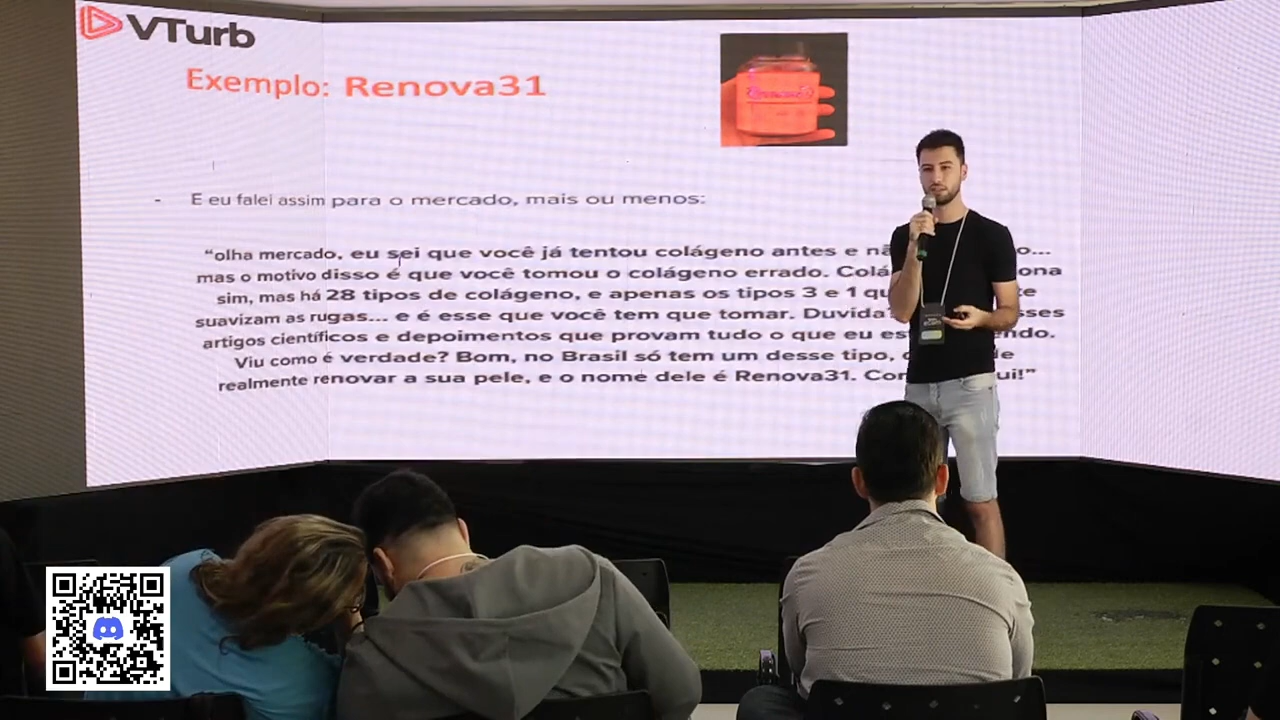 VTurb
Exemplo: Renova31
- E eu falei assim para o mercado, mais ou menos:
“olha mercado, eu sei que você já tentou colágeno antes e
mas o motivo disso é que você tomou o colágeno errado.
sim, mas há 28 tipos de colágeno, e apenas os tipos 3 e 1
suavizam as rugas... e é esse que você tem que tomar.
artigos científicos e depoimentos que provam tudo o que eu
Viu como é verdade? Bom, no Brasil só tem um desse tipo,
realmente renovar a sua pele, e o nome dele é Renova31.